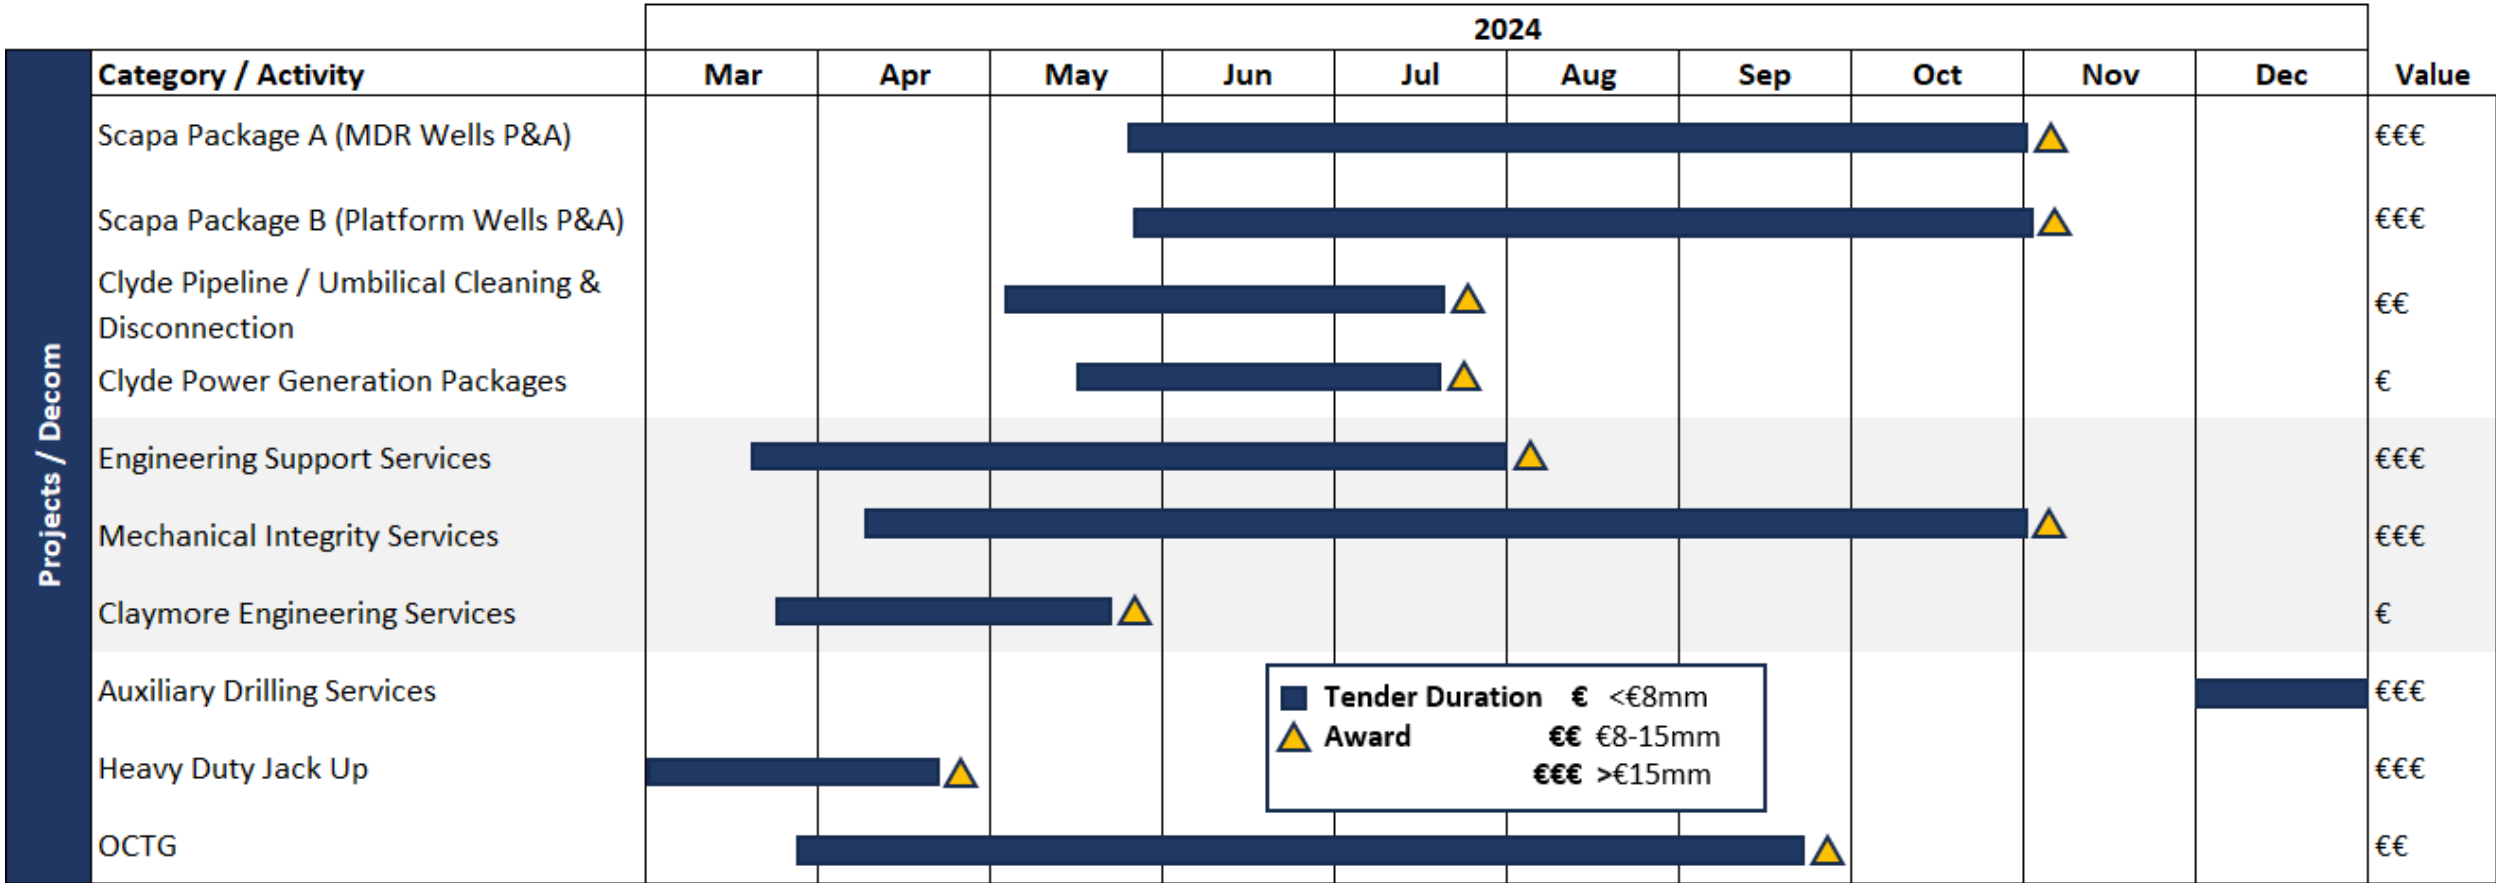 2024
Category / Activity Mar Apr May Jun Jul Aug Sep Oct Nov Dec Value
Projects / Decom
Scapa Package A (MDR Wells P&A) €€€
Scapa Package B (Platform Wells P&A) €€€
Clyde Pipeline / Umbilical Cleaning &
Disconnection €€
Clyde Power Generation Packages €
Engineering Support Services €€€
Mechanical Integrity Services €€€
Claymore Engineering Services €
Auxiliary Drilling Services €€€
Heavy Duty Jack Up €€€
OCTG €€
Tender Duration € <€8mm
Award €€ €8-15mm
€€€ >€15mm